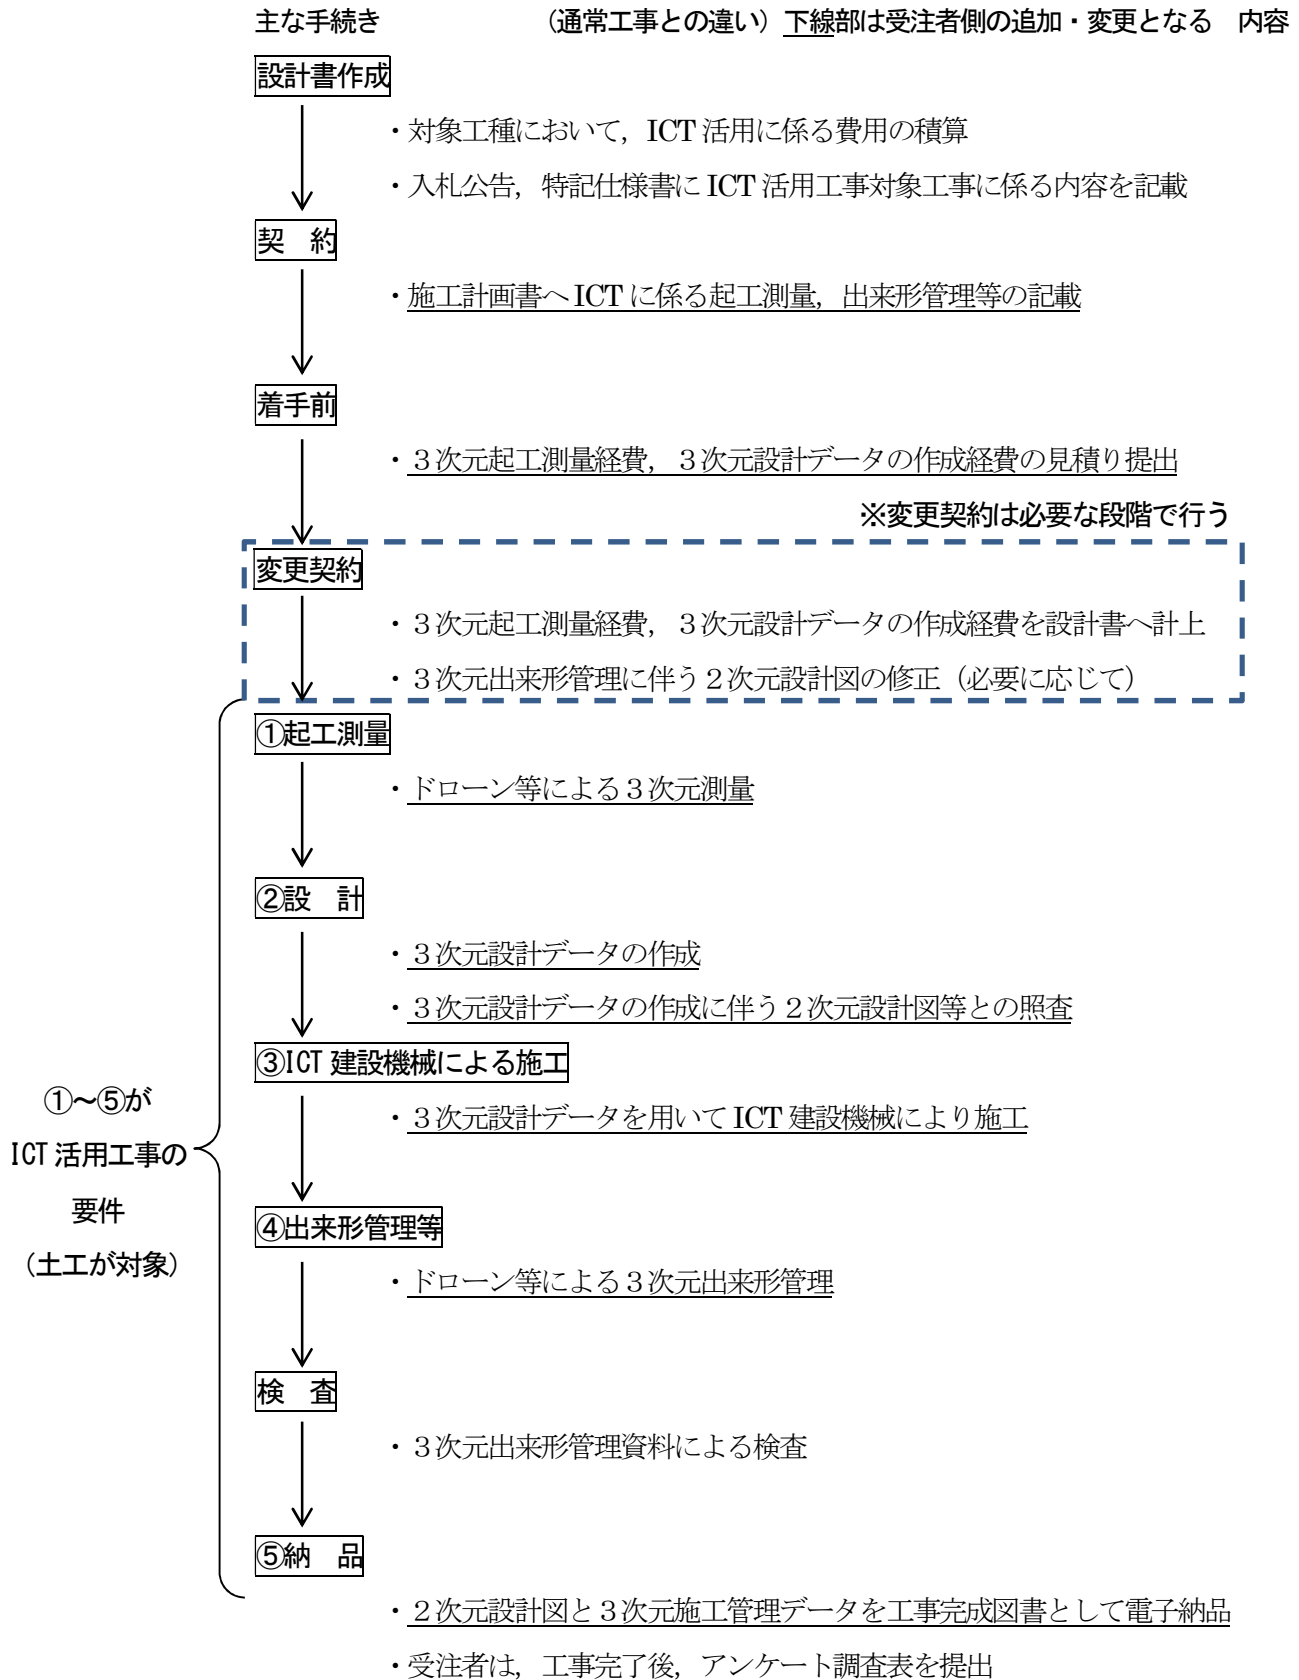 主な手続き　（通常工事との違い）下線部は受注者側の追加・変更となる　内容
設計書作成
・対象工種において，ICT 活用に係る費用の積算
・入札公告，特記仕様書に ICT 活用工事対象工事に係る内容を記載
契　約
・施工計画書へ ICT に係る起工測量，出来形管理等の記載
着手前
・３次元起工測量経費，３次元設計データの作成経費の見積り提出
※変更契約は必要な段階で行う
変更契約
・３次元起工測量経費，３次元設計データの作成経費を設計書へ計上
・３次元出来形管理に伴う２次元設計図の修正（必要に応じて）
①起工測量
・ドローン等による３次元測量
②設　計
・３次元設計データの作成
・３次元設計データの作成に伴う２次元設計図等との照査
③ICT 建設機械による施工
・３次元設計データを用いて ICT 建設機械により施工
①～⑤が
ICT 活用工事の
要件
（土工が対象）
④出来形管理等
・ドローン等による３次元出来形管理
検　査
・３次元出来形管理資料による検査
⑤納　品
・２次元設計図と３次元施工管理データを工事完成図書として電子納品
・受注者は，工事完了後，アンケート調査表を提出